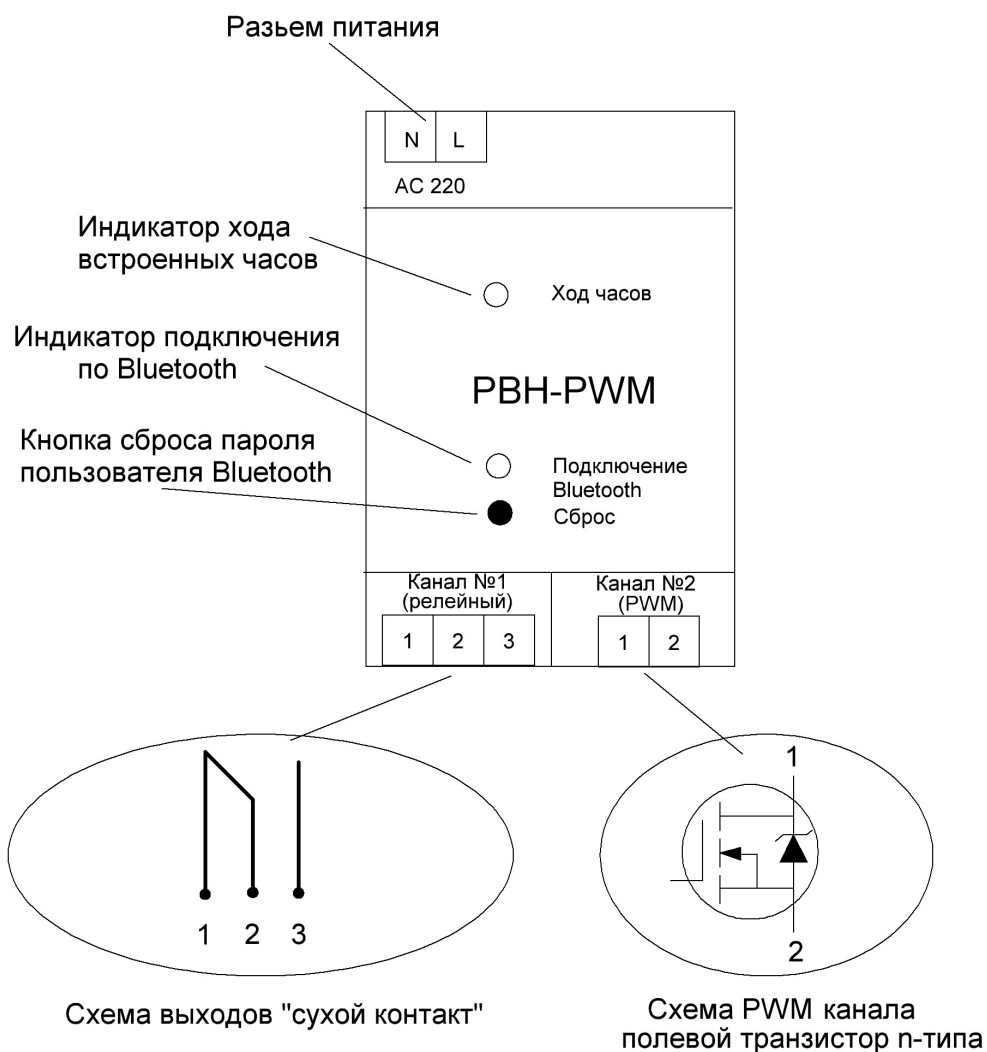 Разьем питания
N L
AC 220
Индикатор хода
встроенных часов
Ход часов
Индикатор подключения
по Bluetooth
PBH-PWM
Кнопка сброса пароля
пользователя Bluetooth
Подключение
Bluetooth
Сброс
Канал №1
(релейный)
1 2 3
Канал №2
(PWM)
1 2
1 2 3
1
2
Схема выходов "сухой контакт"
Схема PWM канала
полевой транзистор n-типа